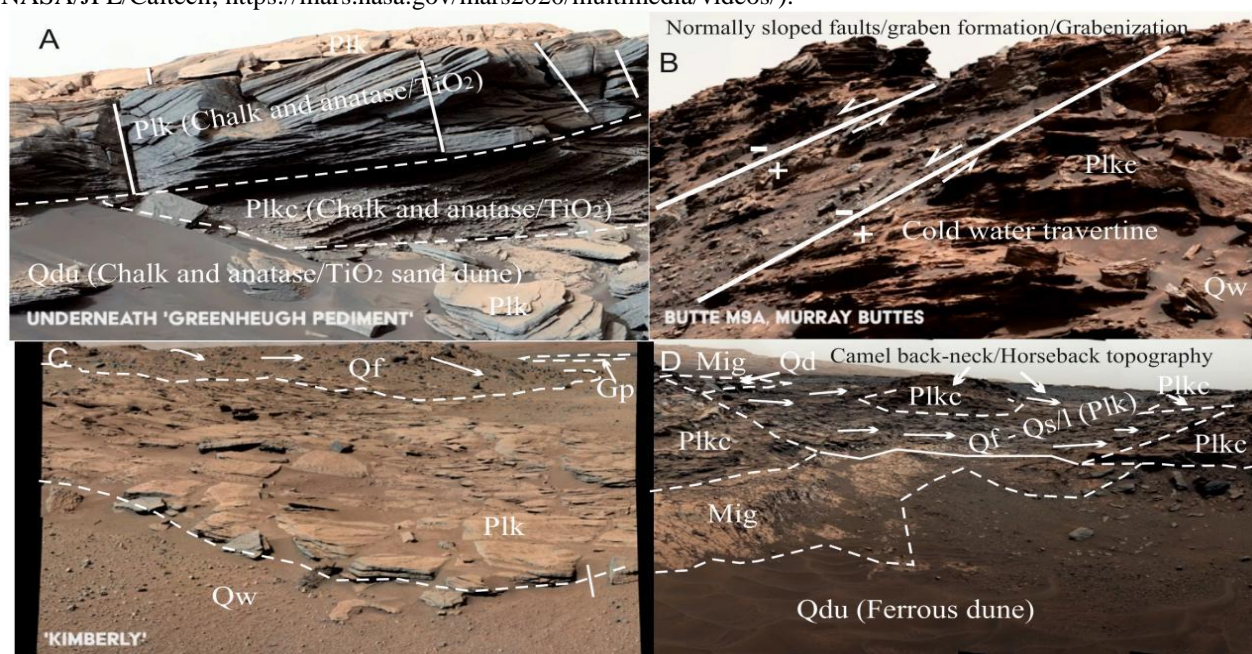 NASA/JPL/Caltech, https://mars.nasa.gov/mars2020/multimedia/videos/).
A
Plk
Plk (Chalk and anatase/TiO2)
Plkc (Chalk and anatase/TiO2)
Qdu (Chalk and anatase/TiO2 sand dune)
Plk
UNDERNEATH 'GREENHEUGH PEDIMENT'
Normally sloped faults/graben formation/Grabenization
B
-
+
-
+
Plkc
Cold water travertine
Qw
BUTTE M9A, MURRAY BUTTES
C
Qf
Gp
Plk
Qw
'KIMBERLY'
D
Mig
Qd
Camel back-neck/Horseback topography
Plkc
Plkc
Plkc
Qf - Qs/l (Plk)
Plkc
Mig
Qdu (Ferrous dune)